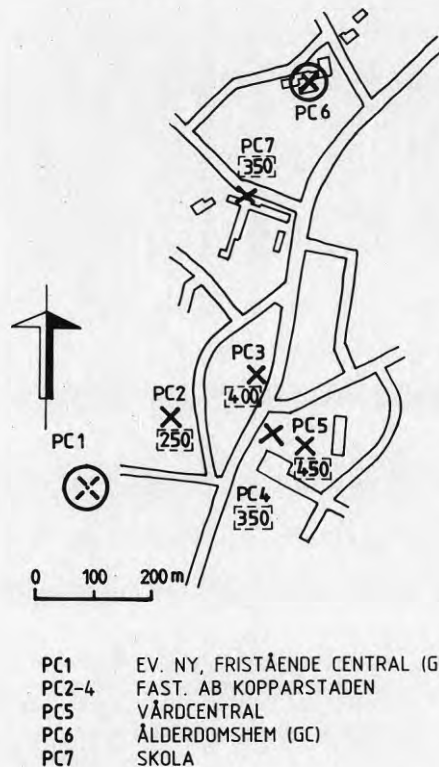 PC6
PC7
350
PC3
PC2
400
PC5
250
PC1
450
PC4
350
0 100 200 m
PC1 EV. NY, FRISTÅENDE CENTRAL (G
PC2-4 FAST. AB KOPPARSTADEN
PC5 VÅRDCENTRAL
PC6 ÅLDERDOMSHEM (GC)
PC7 SKOLA